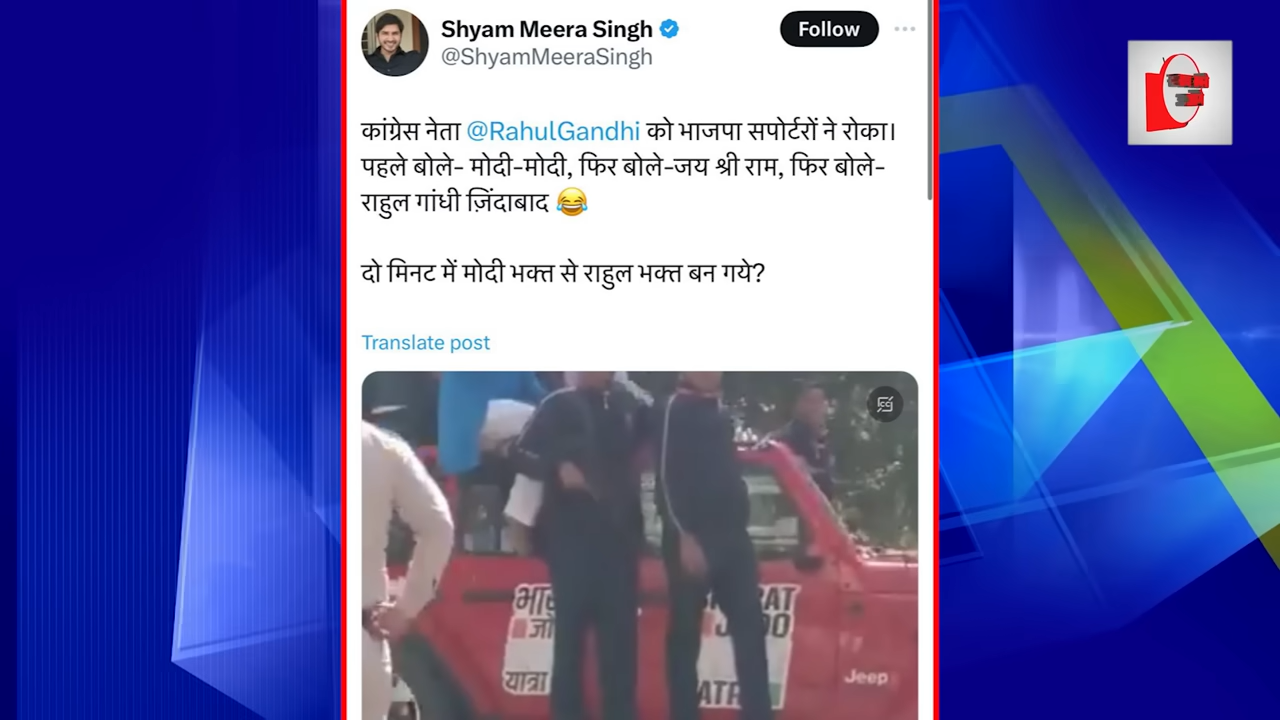 Shyam Meera Singh
Follow
@ShyamMeeraSingh
कांग्रेस नेता @RahulGandhi को भाजपा सपोर्टरों ने रोका।
पहले बोले- मोदी-मोदी, फिर बोले-जय श्री राम, फिर बोले-
राहुल गांधी ज़िंदाबाद 😂
दो मिनट में मोदी भक्त से राहुल भक्त बन गये?
Translate post
यात्रा
Jeep